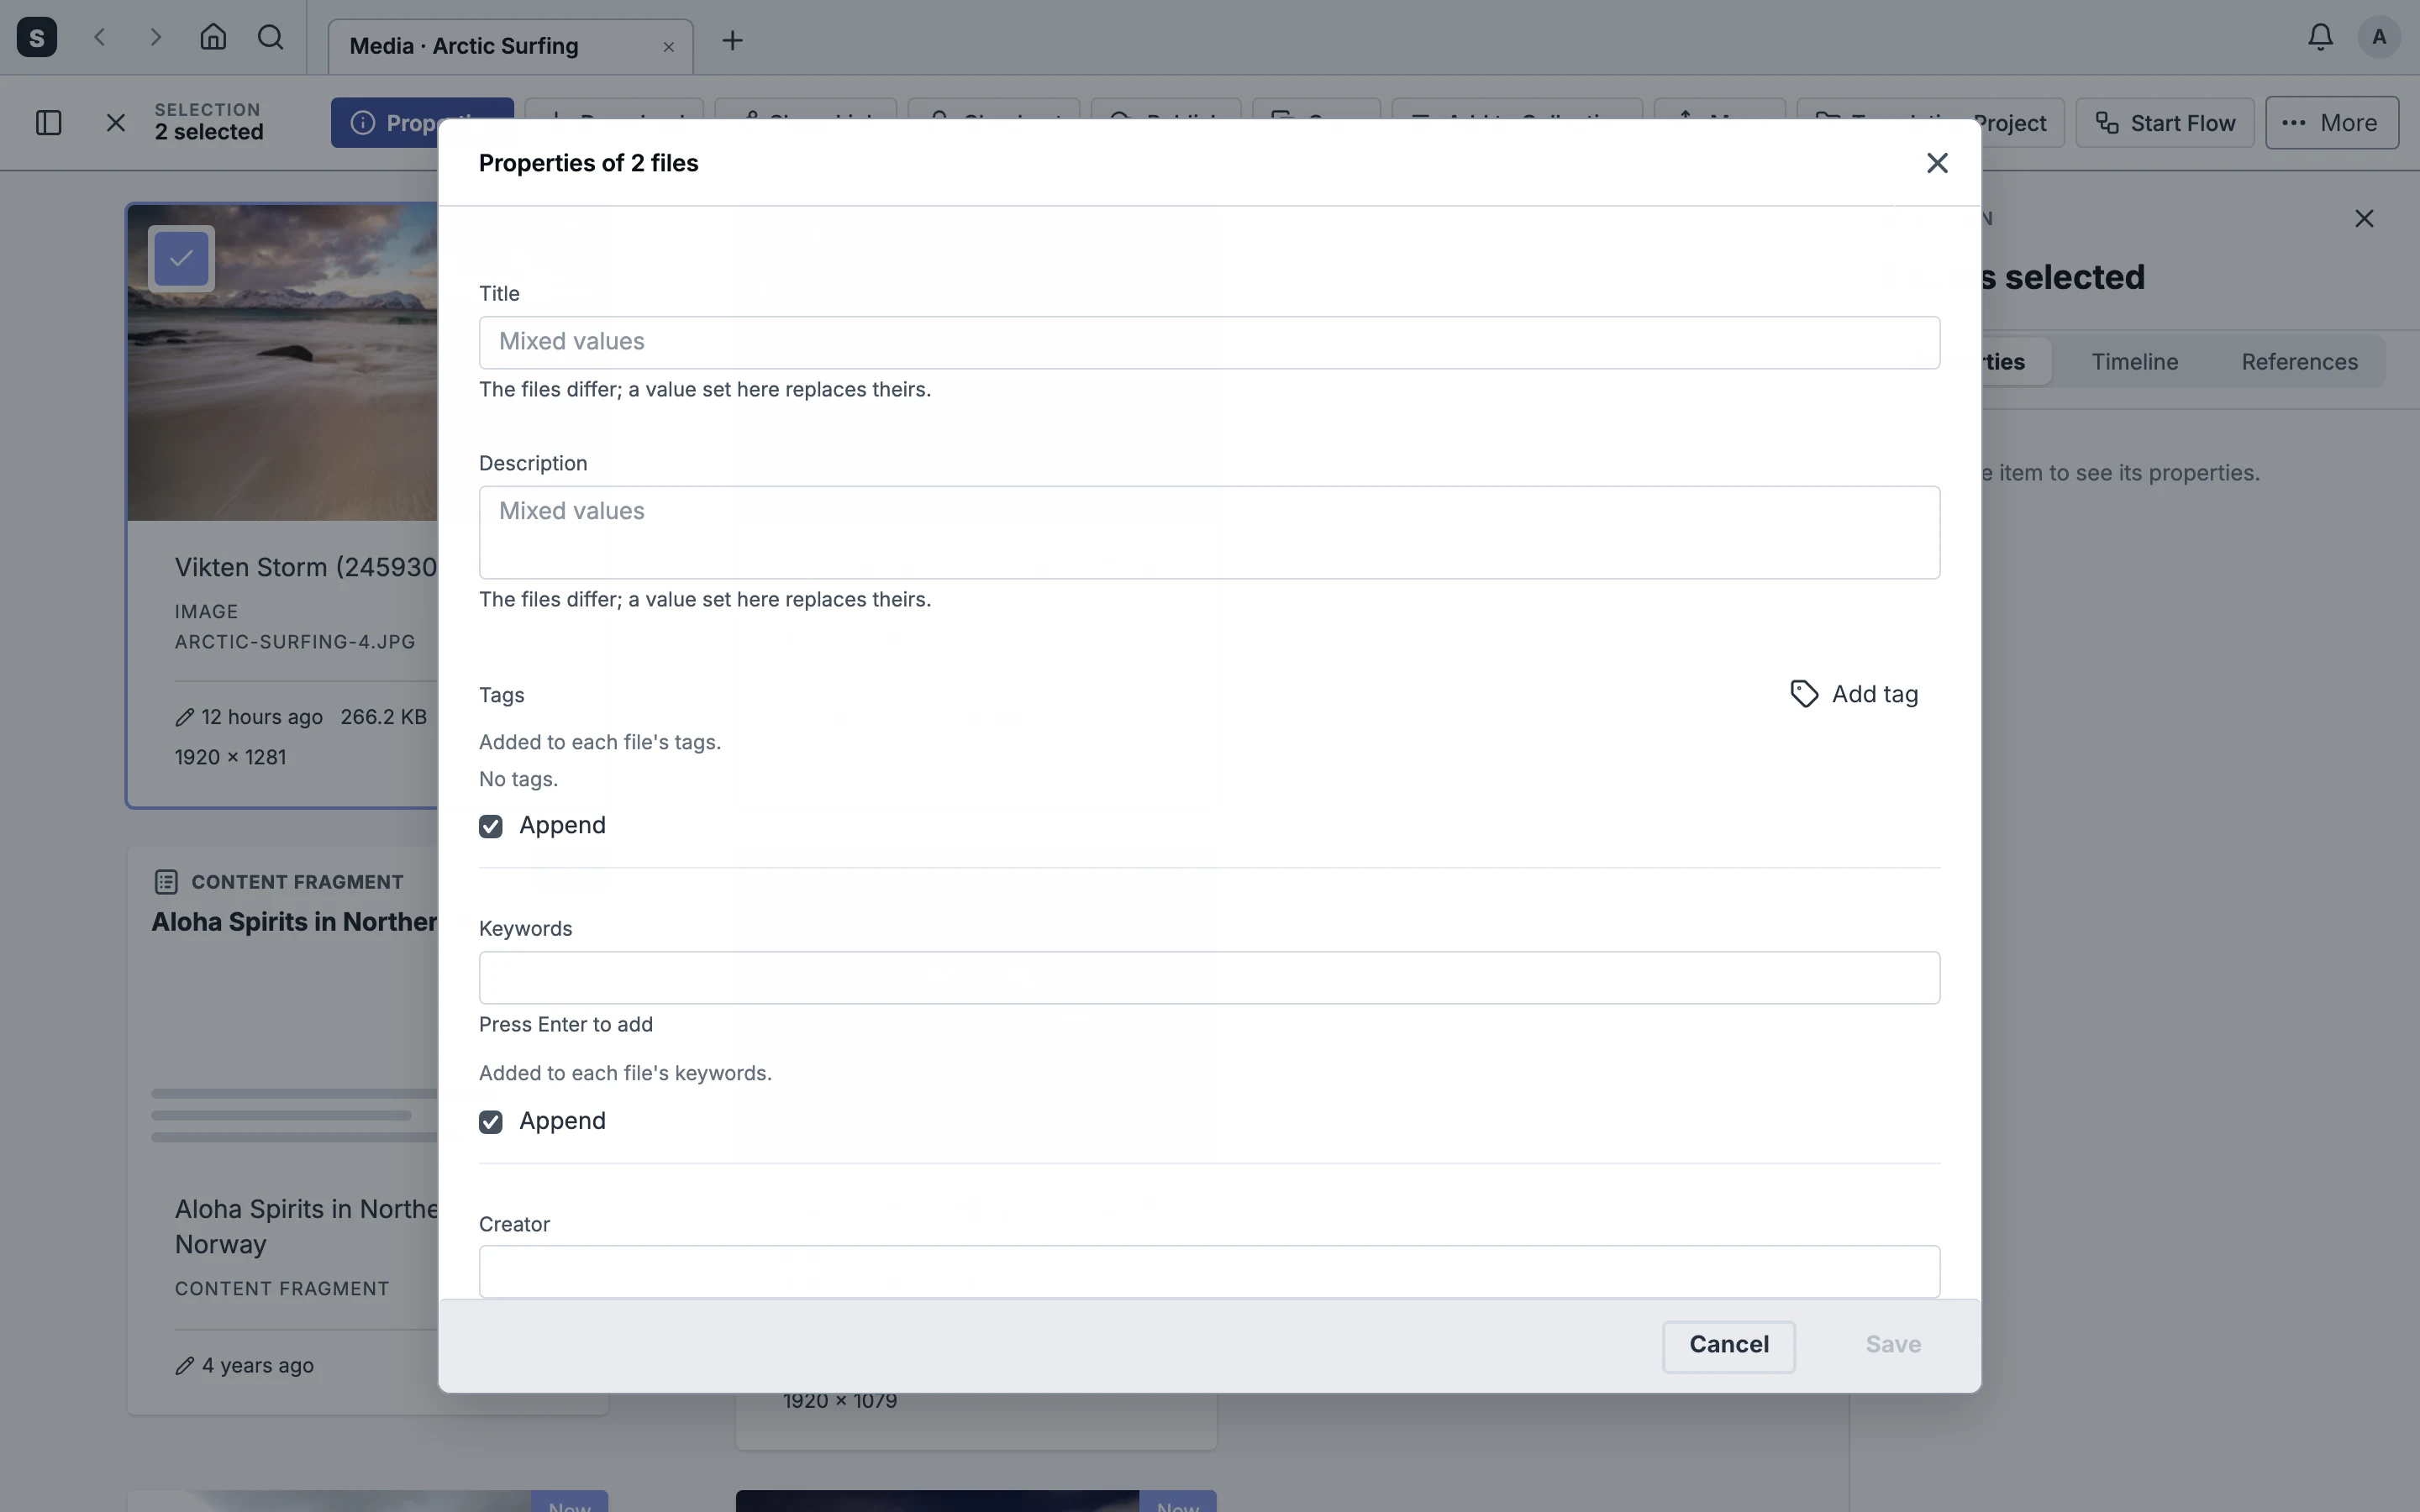 S
Media · Arctic Surfing
A
SELECTION
2 selected
Project
Start Flow
More
Properties of 2 files
Title
Mixed values
The files differ; a value set here replaces theirs.
Description
Mixed values
The files differ; a value set here replaces theirs.
Tags
Add tag
Added to each file's tags.
No tags.
Append
Keywords
Press Enter to add
Added to each file's keywords.
Append
Creator
Cancel
Save
s selected
Timeline
References
item to see its properties.
Vikten Storm (245930
IMAGE
ARCTIC-SURFING-4.JPG
12 hours ago 266.2 KB
1920 × 1281
CONTENT FRAGMENT
Aloha Spirits in Norther
Aloha Spirits in Northe
Norway
CONTENT FRAGMENT
4 years ago
1920 × 1079
New
New